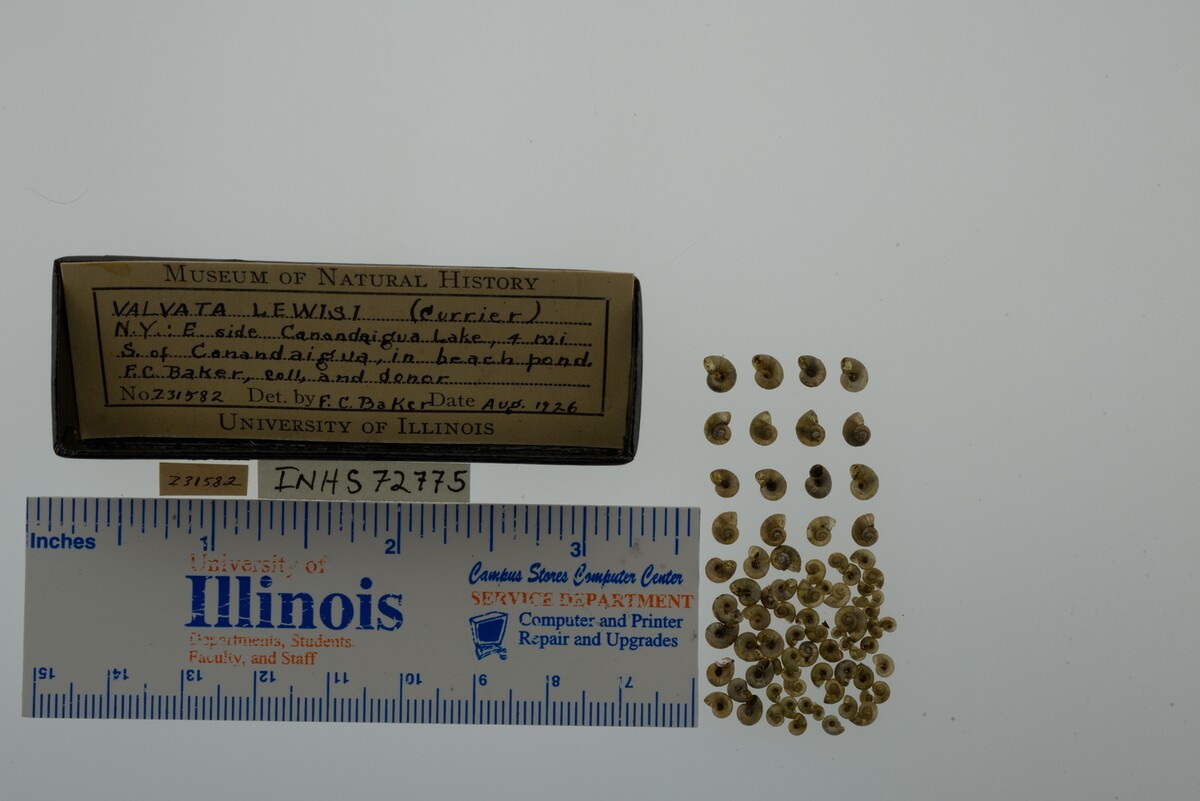 MUSEUM OF NATURAL HISTORY
VALVATA LEWISI (Currier)
N.Y.: E side Canandaigua Lake, 4 mi
S. of Canandaigua, in beach pond.
F.C. Baker, coll. and donor
No. Z31582 Det. by F.C. Baker Date Aug. 1926
UNIVERSITY OF ILLINOIS
Z31582
INHS 72775
Inches 1 2 3
University of
Illinois
Departments, Students,
Faculty, and Staff
Campus Stores Computer Center
SERVICE DEPARTMENT
Computer and Printer
Repair and Upgrades
15 14 13 12 11 10 9 8 7